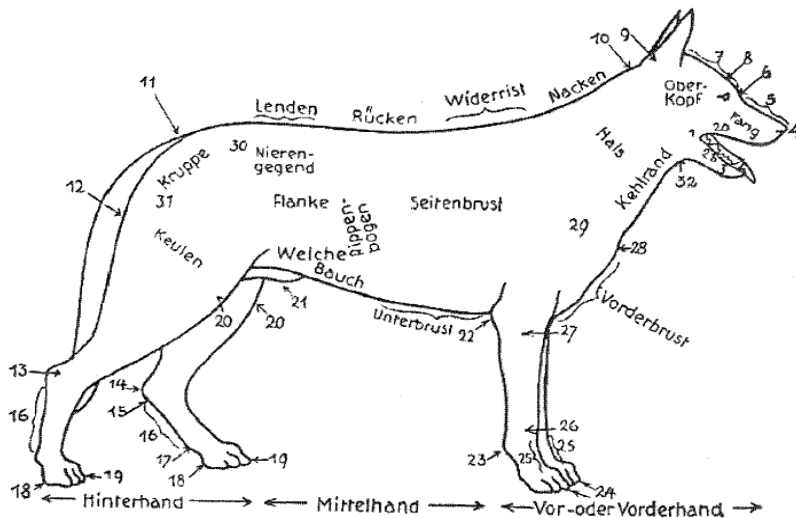 9
10
7
8
6
5
Ober-
Kopf
Fang
20
Nacken
Widerrist
Rücken
Lenden
11
30
Nieren-
gegend
Kruppe
31
12
Keulen
Flanke
Rippen-
bogen
Seitenbrust
Hals
Kehlrand
32
29
28
Welche
Bauch
21
20
20
Unterbrust
22
27
Vorderbrust
13
14
15
16
16
17
18
18
19
19
23
26
25
25
24
Hinterhand
Mittelhand
Vor-oder Vorderhand